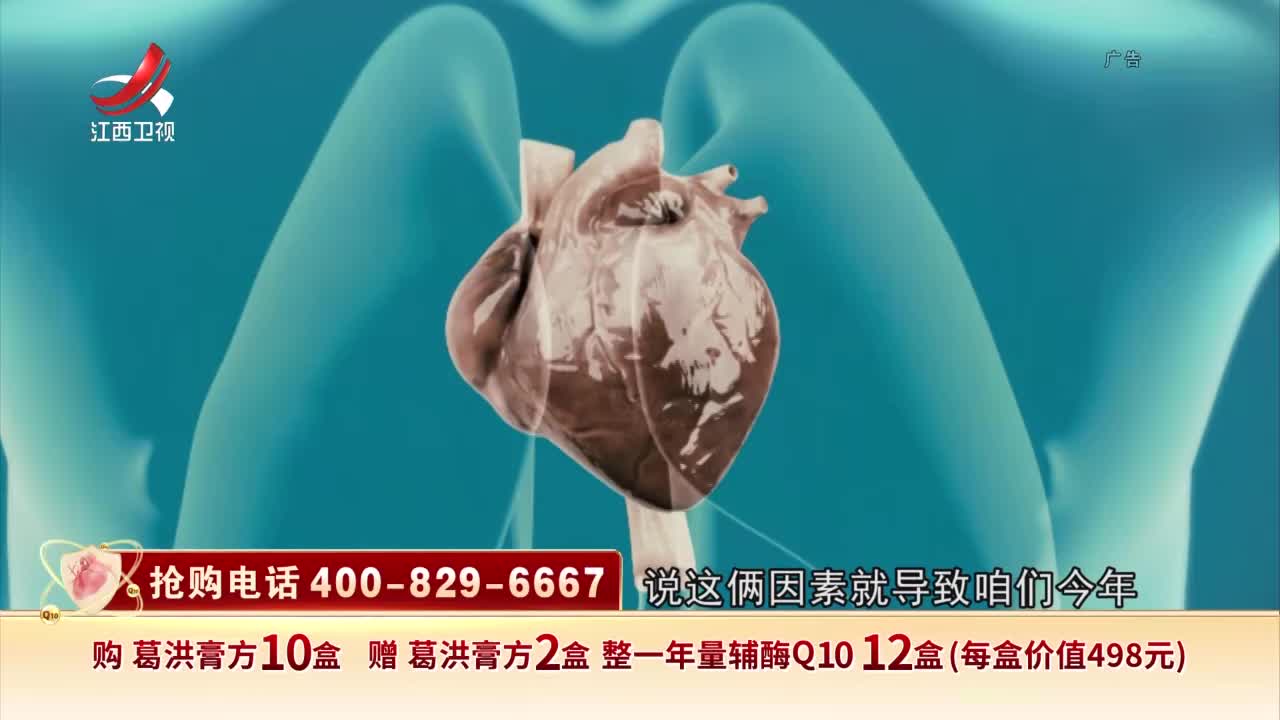 江西卫视
广告
抢购电话 400-829-6667
说这俩因素就导致咱们今年
购 葛洪膏方10盒 赠 葛洪膏方2盒 整一年量辅酶Q10 12盒(每盒价值498元)
Q10
Q10